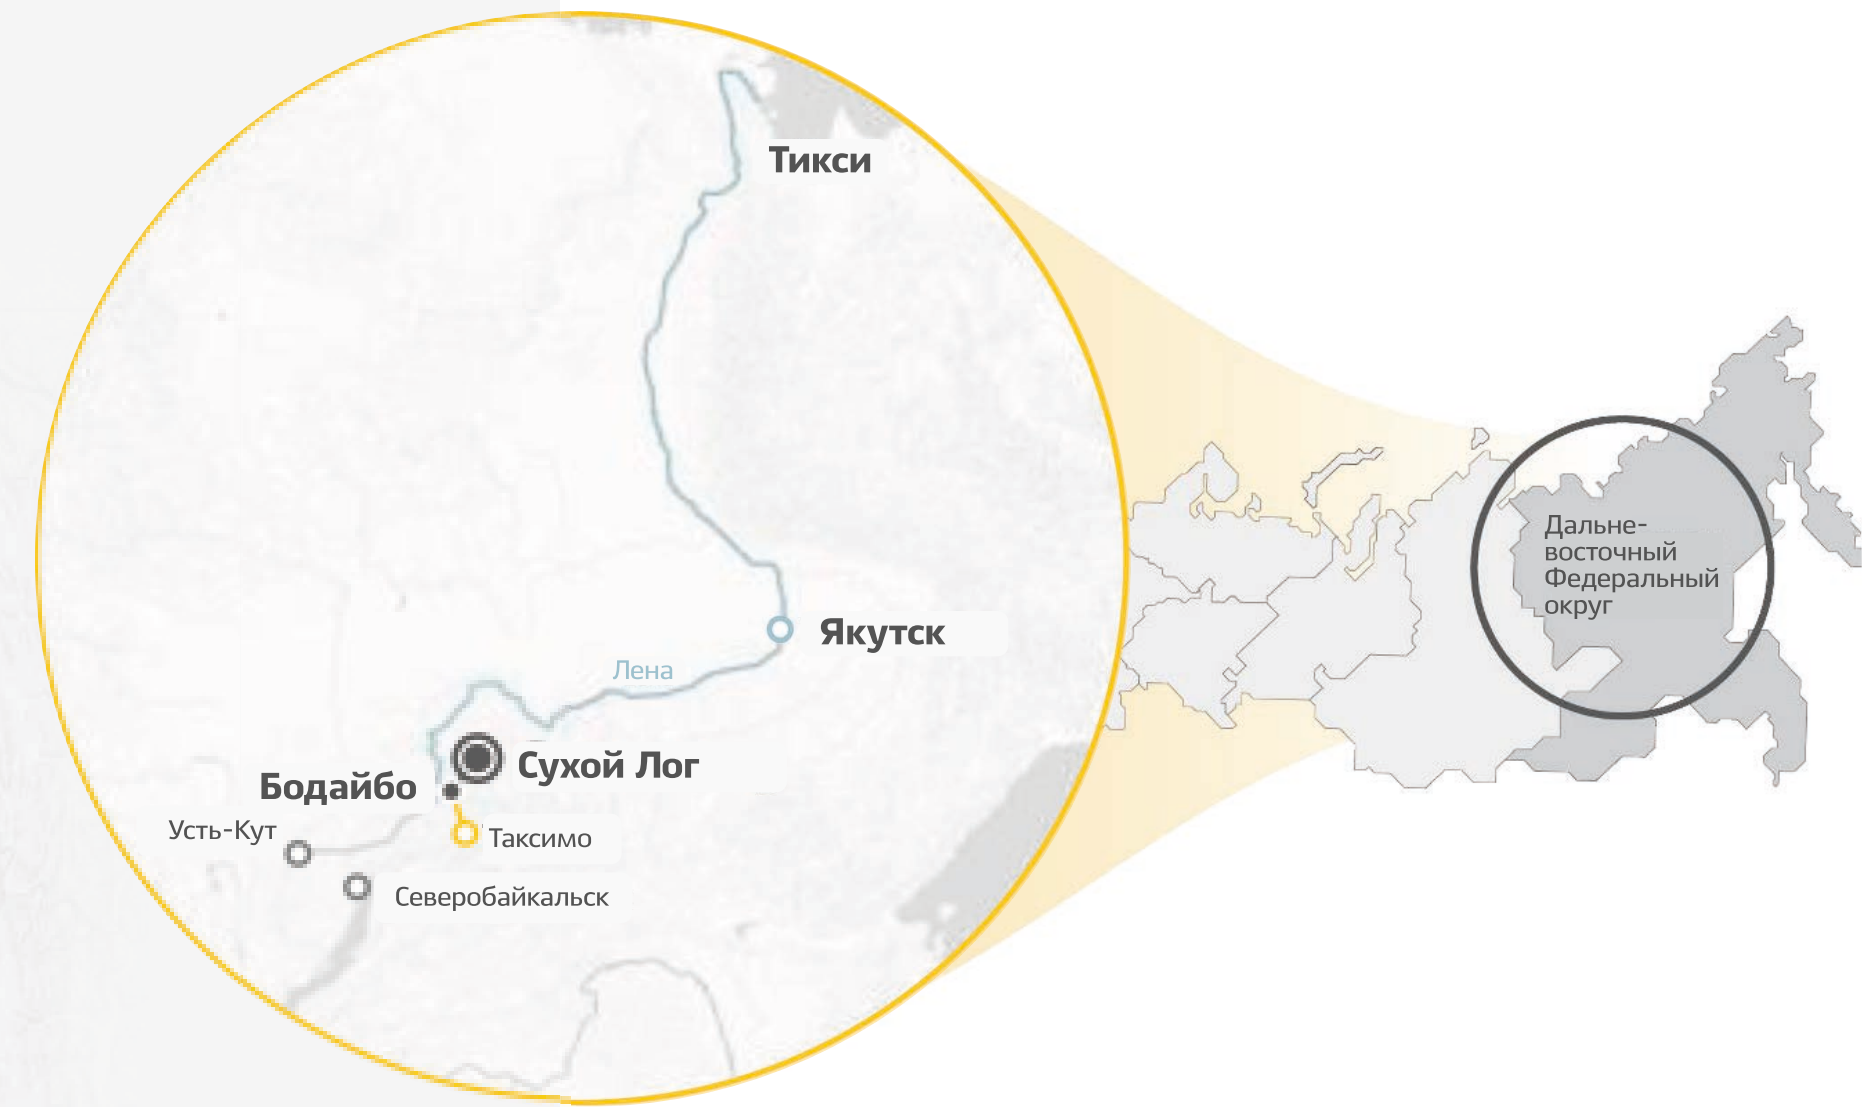 Тикси
Якутск
Лена
Сухой Лог
Бодайбо
Усть-Кут
Таксимо
Северобайкальск
Дальне-
восточный
Федеральный
округ